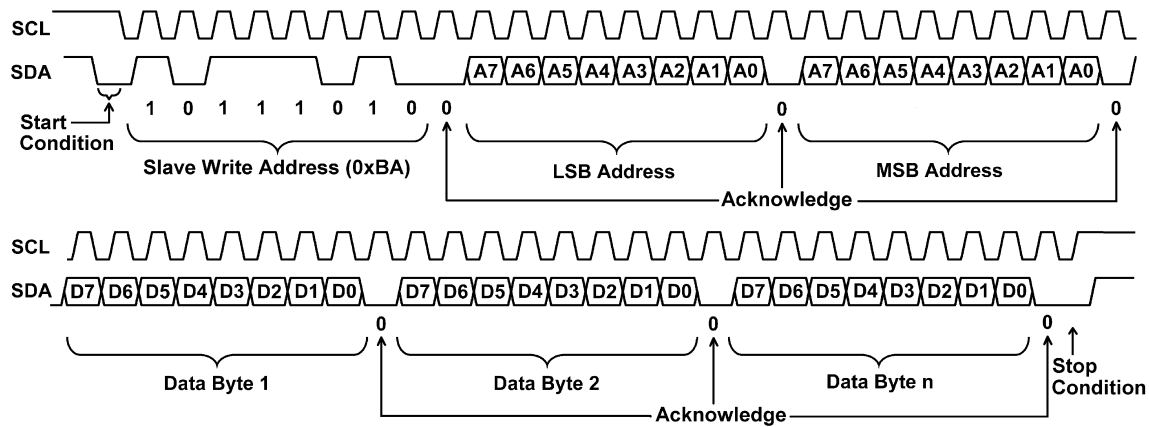 SCL
SDA A7 A6 A5 A4 A3 A2 A1 A0 A7 A6 A5 A4 A3 A2 A1 A0
1 0 1 1 1 0 1 0 0 0 0
Start
Condition
Slave Write Address (0xBA)
LSB Address
MSB Address
Acknowledge
SCL
SDA D7 D6 D5 D4 D3 D2 D1 D0 D7 D6 D5 D4 D3 D2 D1 D0 D7 D6 D5 D4 D3 D2 D1 D0
0 0 0
Data Byte 1
Data Byte 2
Data Byte n
Stop
Condition
Acknowledge